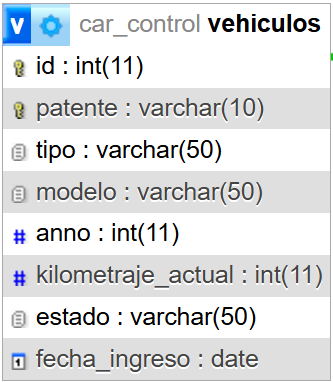 v car_control vehiculos
id : int(11)
patente : varchar(10)
tipo : varchar(50)
modelo : varchar(50)
# anno : int(11)
# kilometraje_actual : int(11)
estado : varchar(50)
fecha_ingreso : date